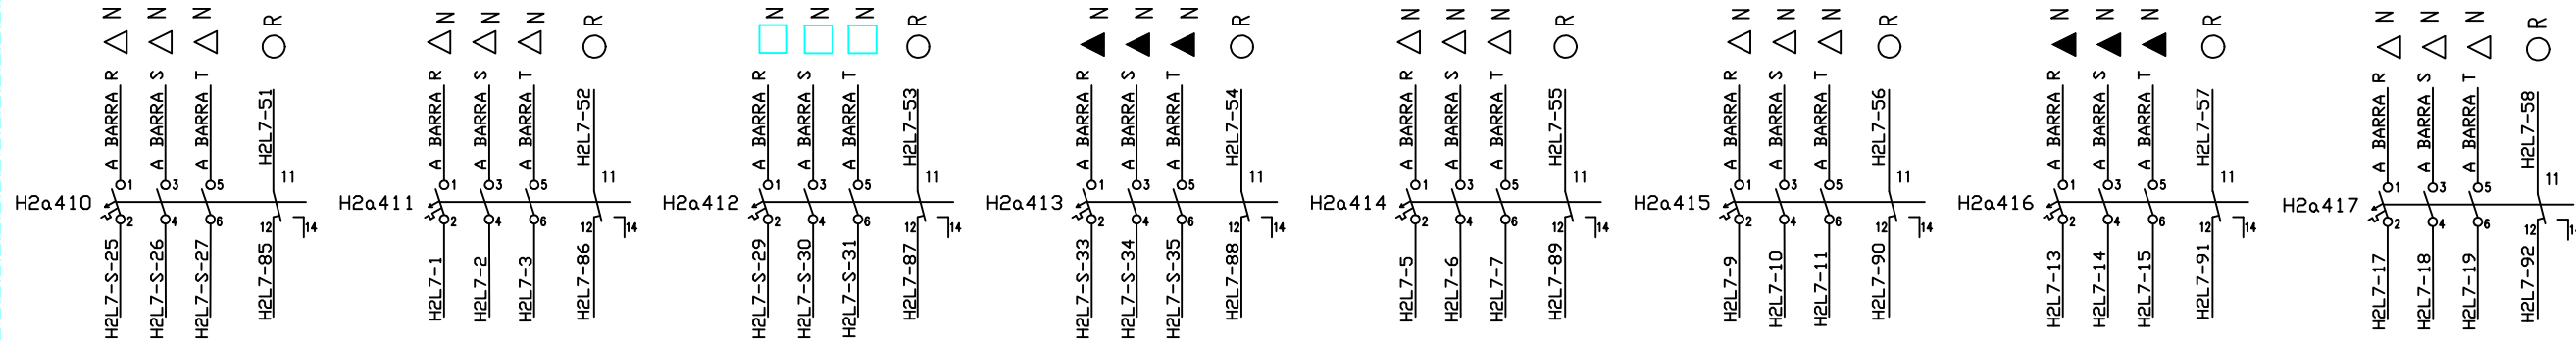 N N N R
A BARRA R
A BARRA S
A BARRA T
H2L7-51
H2a410
1 2 3 4 5 6 11 12 14
H2L7-S-25
H2L7-S-26
H2L7-S-27
H2L7-85
N N N R
A BARRA R
A BARRA S
A BARRA T
H2L7-52
H2a411
1 2 3 4 5 6 11 12 14
H2L7-1
H2L7-2
H2L7-3
H2L7-86
N N N R
A BARRA R
A BARRA S
A BARRA T
H2L7-53
H2a412
1 2 3 4 5 6 11 12 14
H2L7-S-29
H2L7-S-30
H2L7-S-31
H2L7-87
N N N R
A BARRA R
A BARRA S
A BARRA T
H2L7-54
H2a413
1 2 3 4 5 6 11 12 14
H2L7-S-33
H2L7-S-34
H2L7-S-35
H2L7-88
N N N R
A BARRA R
A BARRA S
A BARRA T
H2L7-55
H2a414
1 2 3 4 5 6 11 12 14
H2L7-5
H2L7-6
H2L7-7
H2L7-89
N N N R
A BARRA R
A BARRA S
A BARRA T
H2L7-56
H2a415
1 2 3 4 5 6 11 12 14
H2L7-9
H2L7-10
H2L7-11
H2L7-90
N N N R
A BARRA R
A BARRA S
A BARRA T
H2L7-57
H2a416
1 2 3 4 5 6 11 12 14
H2L7-13
H2L7-14
H2L7-15
H2L7-91
N N N R
A BARRA R
A BARRA S
A BARRA T
H2L7-58
H2a417
1 2 3 4 5 6 11 12
H2L7-17
H2L7-18
H2L7-19
H2L7-92